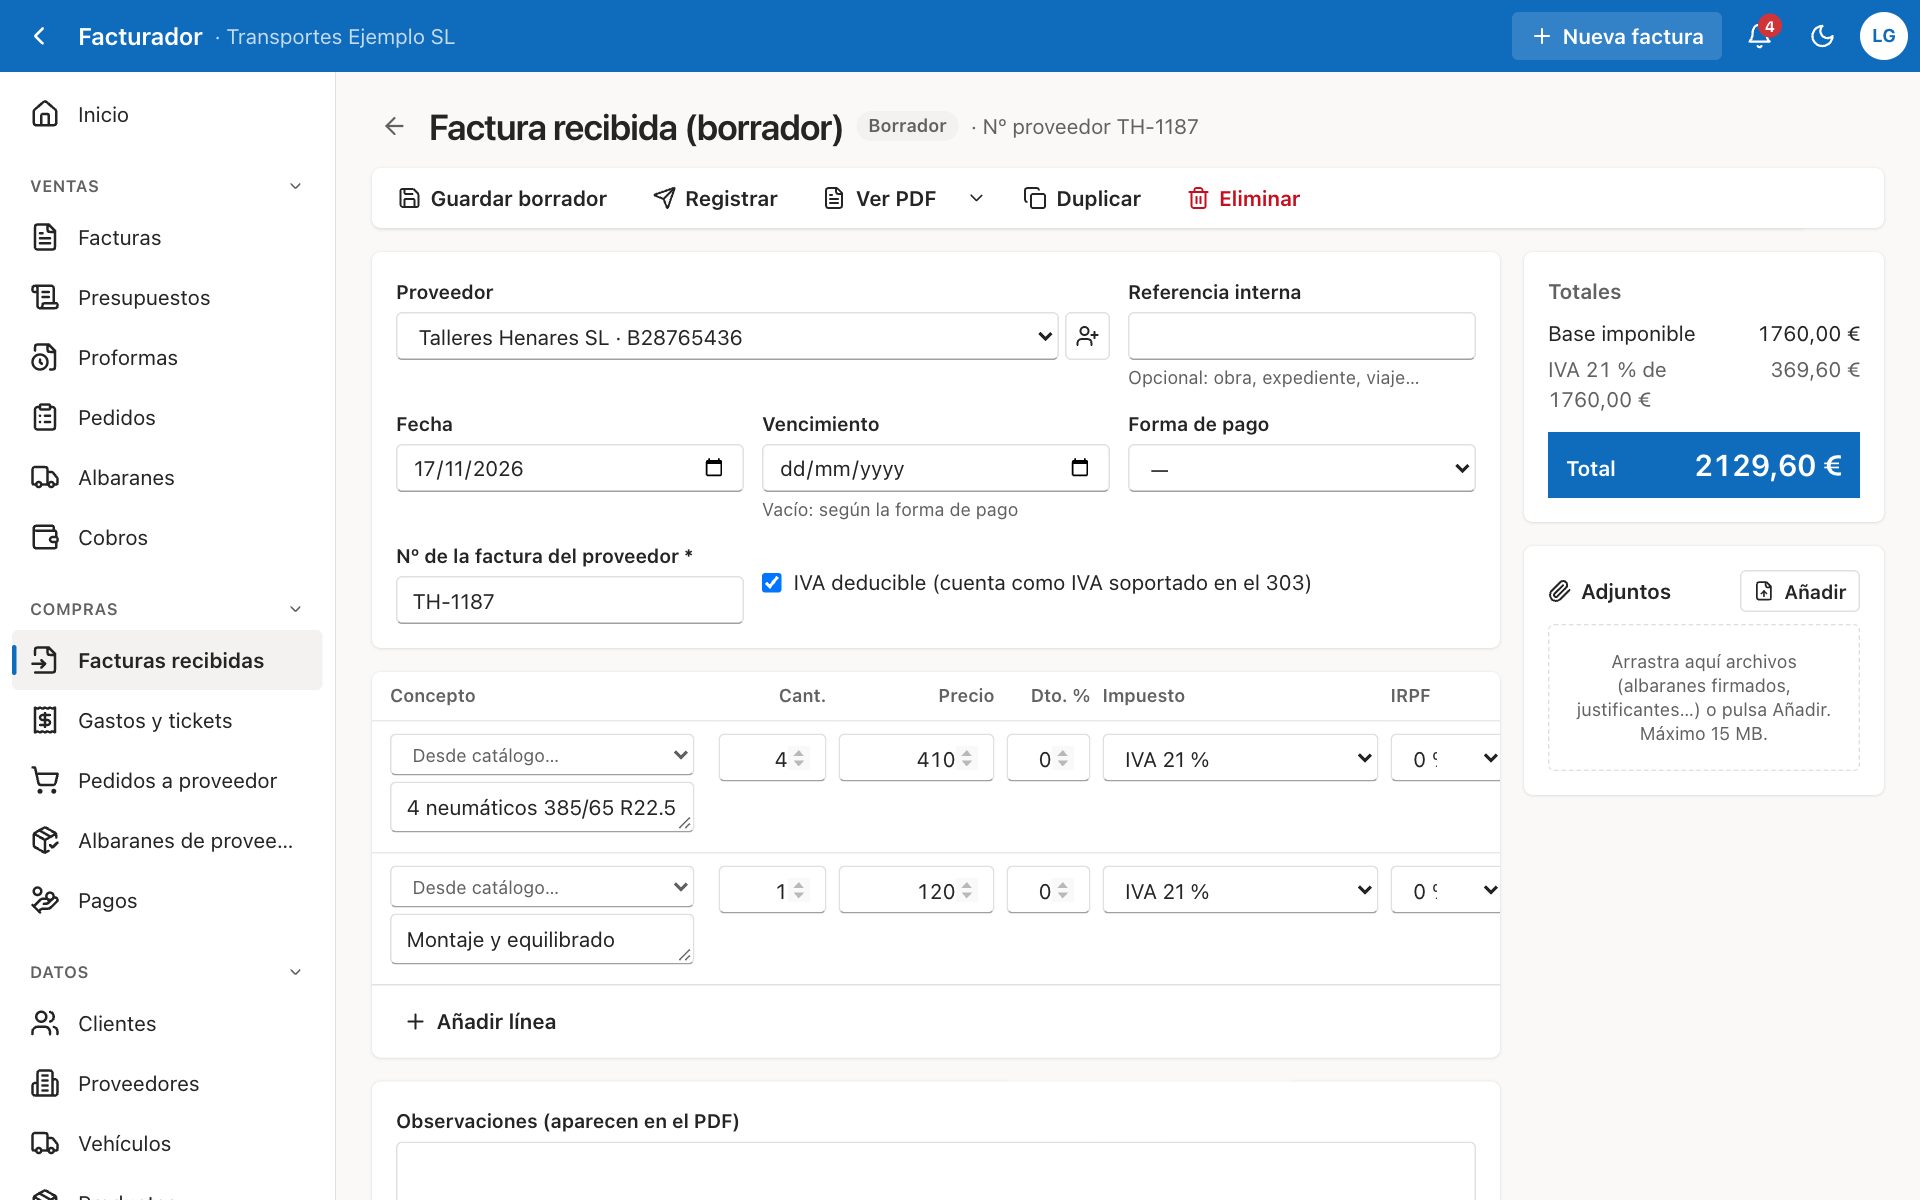 Facturador · Transportes Ejemplo SL
Nueva factura
4
LG
Inicio
VENTAS
Facturas
Presupuestos
Proformas
Pedidos
Albaranes
Cobros
COMPRAS
Facturas recibidas
Gastos y tickets
Pedidos a proveedor
Albaranes de provee...
Pagos
DATOS
Clientes
Proveedores
Vehículos
Factura recibida (borrador) Borrador · Nº proveedor TH-1187
Guardar borrador Registrar Ver PDF Duplicar Eliminar
Proveedor
Talleres Henares SL · B28765436
Referencia interna
Opcional: obra, expediente, viaje...
Fecha
17/11/2026
Vencimiento
dd/mm/yyyy
Vacío: según la forma de pago
Forma de pago
—
Nº de la factura del proveedor *
TH-1187
IVA deducible (cuenta como IVA soportado en el 303)
Concepto Cant. Precio Dto. % Impuesto IRPF
Desde catálogo... 4 410 0 IVA 21 % 0
4 neumáticos 385/65 R22.5
Desde catálogo... 1 120 0 IVA 21 % 0
Montaje y equilibrado
Añadir línea
Observaciones (aparecen en el PDF)
Totales
Base imponible 1760,00 €
IVA 21 % de 369,60 €
1760,00 €
Total 2129,60 €
Adjuntos Añadir
Arrastra aquí archivos
(albaranes firmados,
justificantes...) o pulsa Añadir.
Máximo 15 MB.